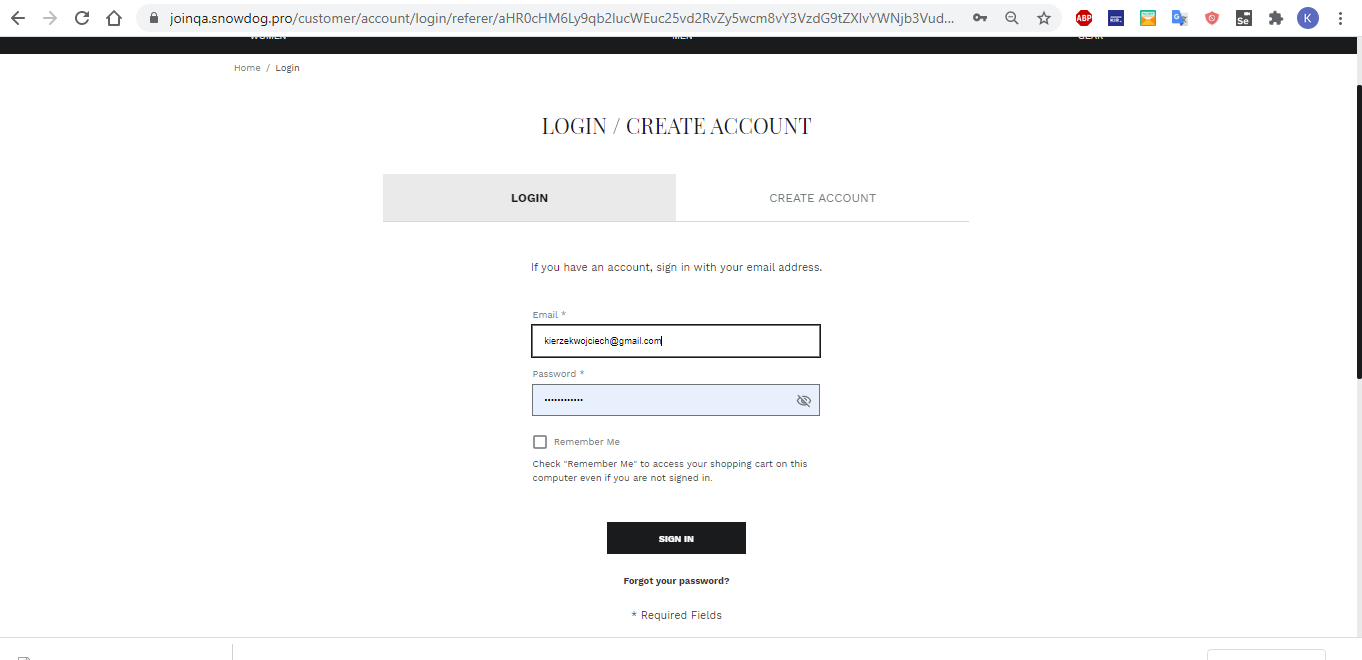 joinqa.snowdog.pro/customer/account/login/referer/aHR0cHM6Ly9qb2lucWEuc25vd2RvZy5wcm8vY3VzdG9tZXIvYWNjb3Vud...
ABP
Se
K
WOMEN MEN GEAR
Home / Login
LOGIN / CREATE ACCOUNT
LOGIN CREATE ACCOUNT
If you have an account, sign in with your email address.
Email *
kierzekwojciech@gmail.com
Password *
••••••••••••
Remember Me
Check "Remember Me" to access your shopping cart on this
computer even if you are not signed in.
SIGN IN
Forgot your password?
* Required Fields